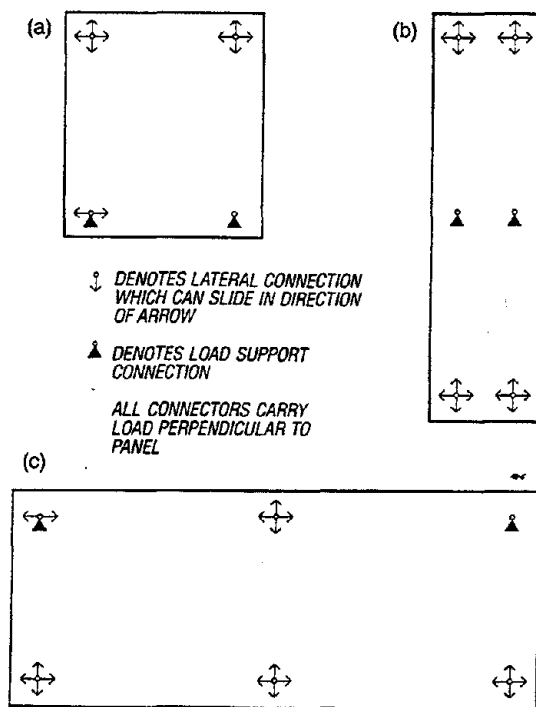 (a)
(b)
DENOTES LATERAL CONNECTION
WHICH CAN SLIDE IN DIRECTION
OF ARROW
DENOTES LOAD SUPPORT
CONNECTION
ALL CONNECTORS CARRY
LOAD PERPENDICULAR TO
PANEL
(c)